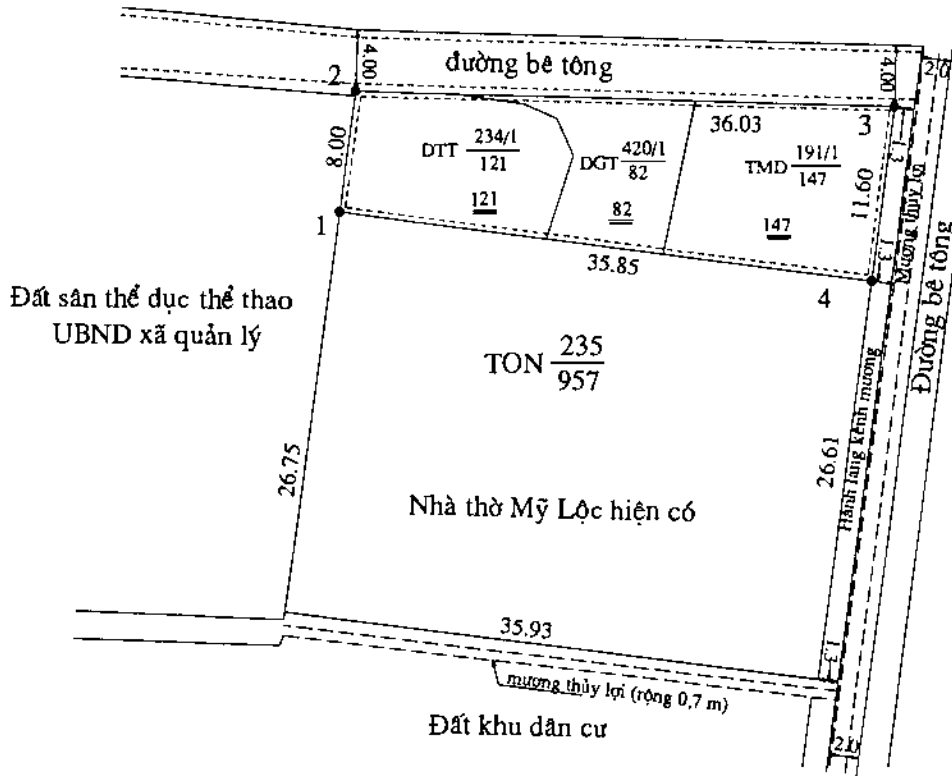 4.00
đường bê tông
4.00
2.0
2
3
36.03
8.00
DTT 234/1
121
121
DGT 420/1
82
82
TMD 191/1
147
147
11.60
1.3
1.3
Mương thủy lợi
Đường bê tông
1
35.85
4
Đất sân thể dục thể thao
UBND xã quản lý
TON 235
957
26.75
26.61
Hành lang kênh mương
Nhà thờ Mỹ Lộc hiện có
35.93
1.3
mương thủy lợi (rộng 0,7 m)
Đất khu dân cư
2.0